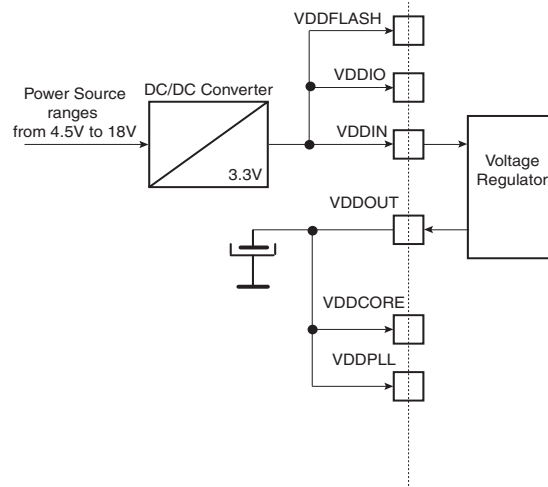 VDDFLASH
VDDIO
DC/DC Converter
Power Source
ranges
from 4.5V to 18V
VDDIN
3.3V
Voltage
Regulator
VDDOUT
VDDCORE
VDDPLL